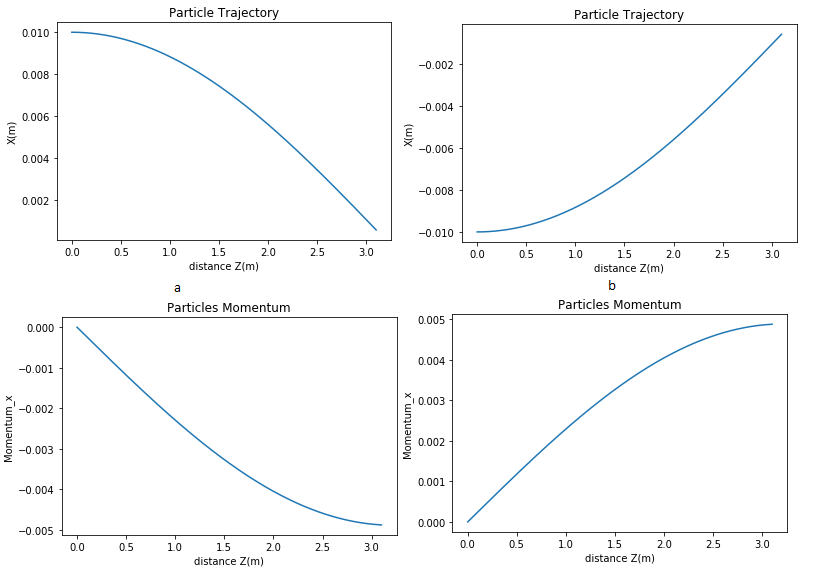 Particle Trajectory
0.010
0.008
0.006
0.004
0.002
X(m)
0.0 0.5 1.0 1.5 2.0 2.5 3.0
distance Z(m)
a
Particle Trajectory
−0.002
−0.004
−0.006
−0.008
−0.010
X(m)
0.0 0.5 1.0 1.5 2.0 2.5 3.0
distance Z(m)
b
Particles Momentum
0.000
−0.001
−0.002
−0.003
−0.004
−0.005
Momentum_x
0.0 0.5 1.0 1.5 2.0 2.5 3.0
distance Z(m)
Particles Momentum
0.005
0.004
0.003
0.002
0.001
0.000
Momentum_x
0.0 0.5 1.0 1.5 2.0 2.5 3.0
distance Z(m)